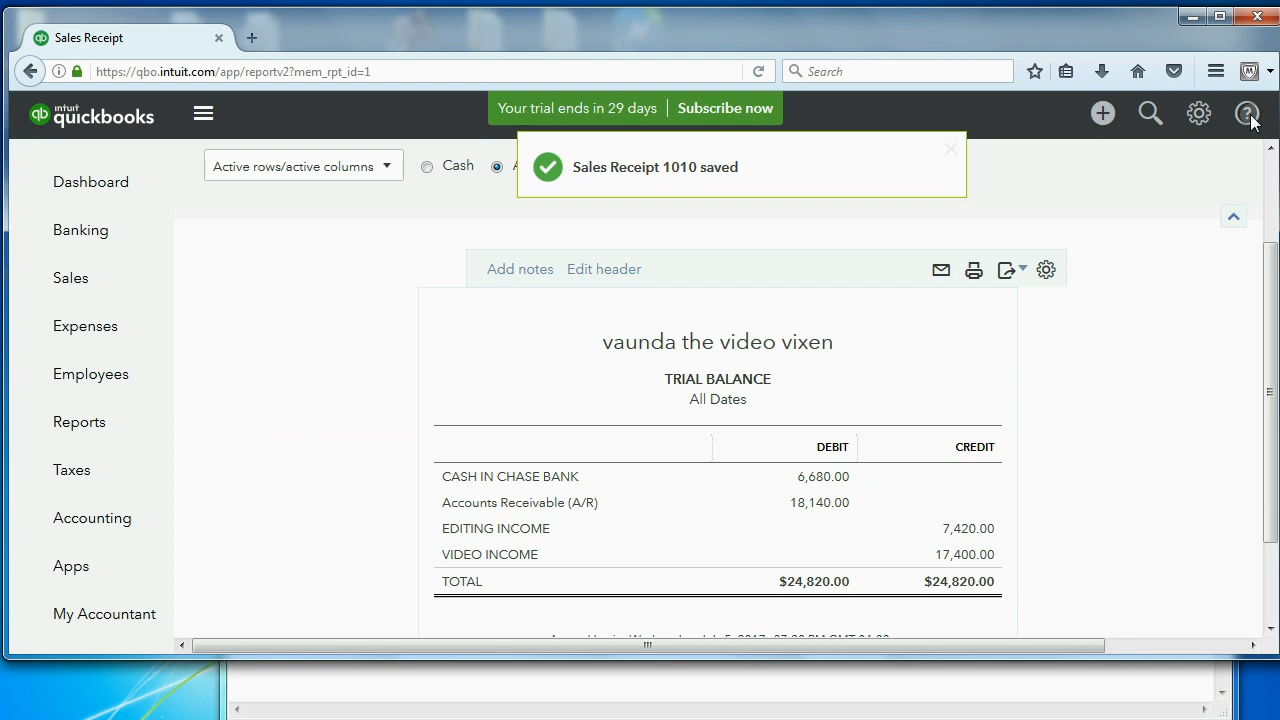 Sales Receipt
https://qbo.intuit.com/app/reportv2?mem_rpt_id=1
Search
intuit quickbooks
Your trial ends in 29 days | Subscribe now
Active rows/active columns
Cash
Sales Receipt 1010 saved
Dashboard
Banking
Sales
Expenses
Employees
Reports
Taxes
Accounting
Apps
My Accountant
Add notes Edit header
vaunda the video vixen
TRIAL BALANCE
All Dates
DEBIT CREDIT
CASH IN CHASE BANK 6,680.00
Accounts Receivable (A/R) 18,140.00
EDITING INCOME 7,420.00
VIDEO INCOME 17,400.00
TOTAL $24,820.00 $24,820.00